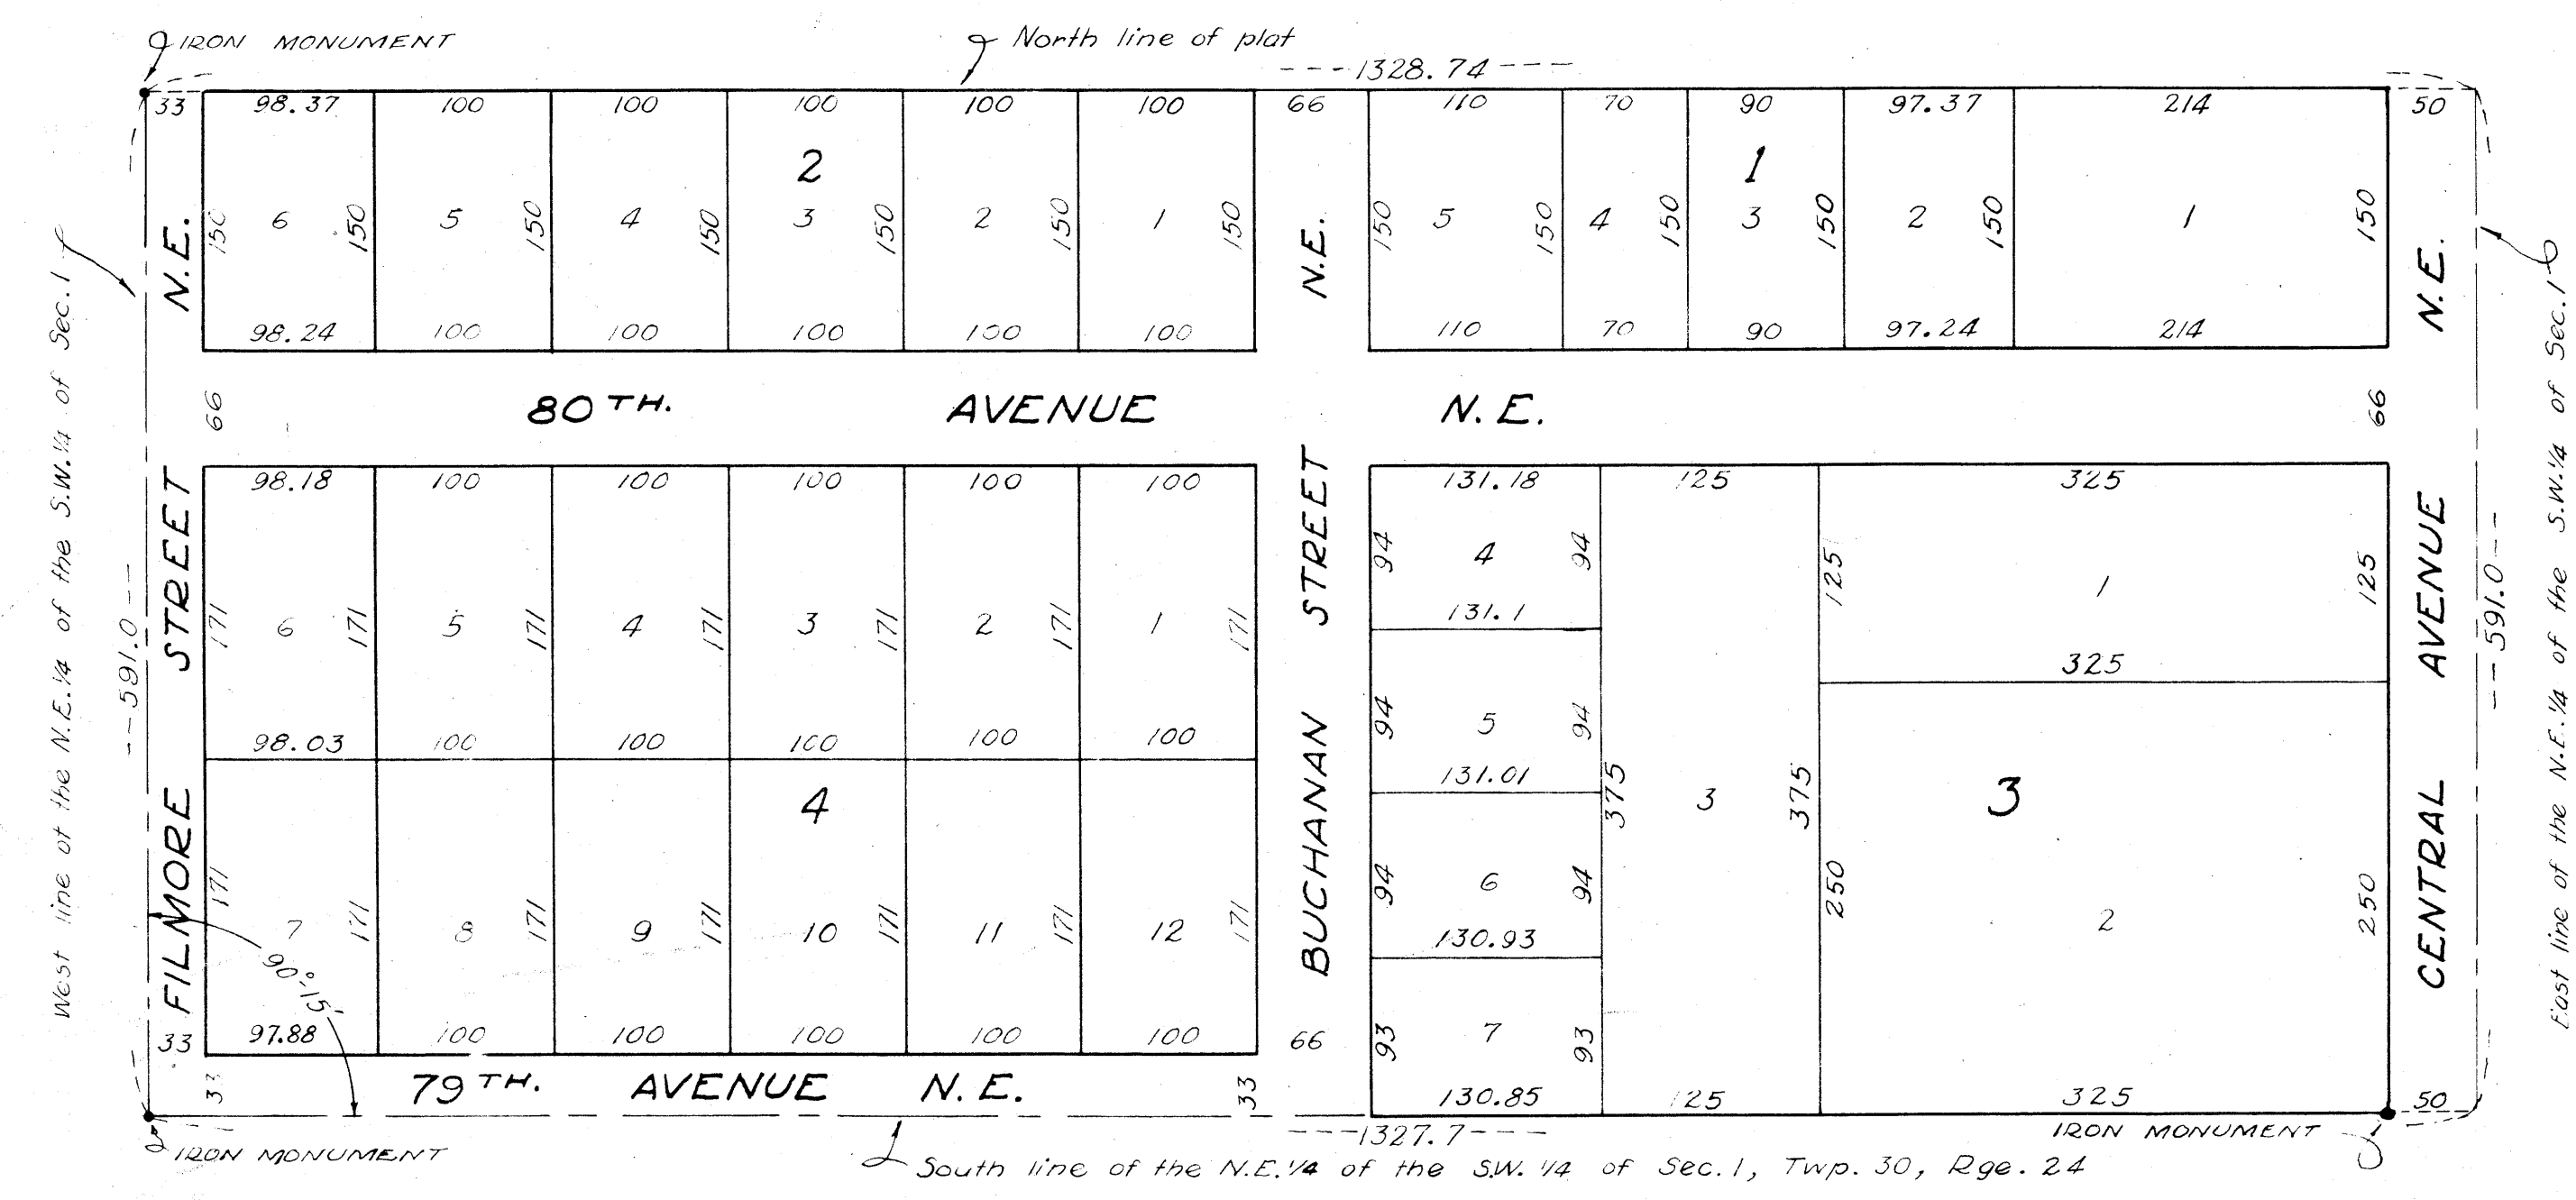 IRON MONUMENT
North line of plat
1328.74
33 98.37 100 100 100 100 100 66 110 70 90 97.37 214 50
2 1
150 6 150 5 150 4 150 3 150 2 150 1 150 150 5 150 4 150 3 150 2 150 1 150
98.24 100 100 100 100 100 110 70 90 97.24 214
N.E. N.E. N.E.
66 80TH. AVENUE N.E. 66
98.18 100 100 100 100 100 131.18 125 325
94 4 94 125 1 125
131.1
171 6 171 5 171 4 171 3 171 2 171 1 171
325
98.03 100 100 100 100 100
94 5 94
131.01
4 375 3 375 3
94 6 94 250 2 250
171 7 171 8 171 9 171 10 171 11 171 12 171
130.93
90°-15'
33 97.88 100 100 100 100 100 66 93 7 93
130.85 125 325 50
33 79TH. AVENUE N.E. 33
FILMORE STREET
BUCHANAN STREET
CENTRAL AVENUE
591.0
591.0
West line of the N.E.1/4 of the S.W.1/4 of Sec.1
East line of the N.E.1/4 of the S.W.1/4 of Sec.1
1327.7
IRON MONUMENT
IRON MONUMENT
South line of the N.E.1/4 of the S.W. 1/4 of Sec.1, Twp. 30, Rge. 24